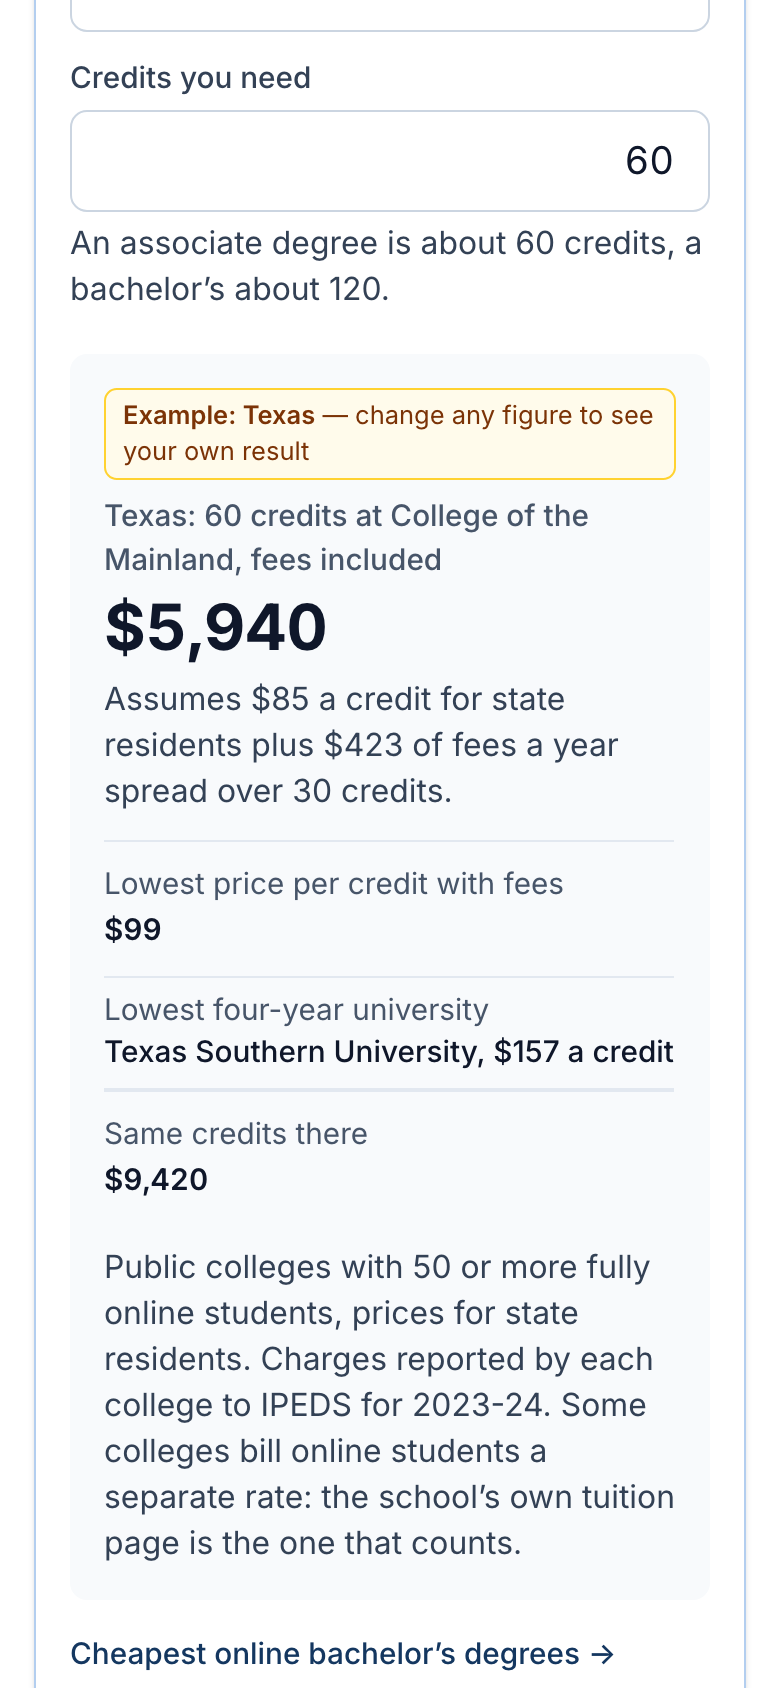 Credits you need
60
An associate degree is about 60 credits, a
bachelor’s about 120.
Example: Texas — change any figure to see
your own result
Texas: 60 credits at College of the
Mainland, fees included
$5,940
Assumes $85 a credit for state
residents plus $423 of fees a year
spread over 30 credits.
Lowest price per credit with fees
$99
Lowest four-year university
Texas Southern University, $157 a credit
Same credits there
$9,420
Public colleges with 50 or more fully
online students, prices for state
residents. Charges reported by each
college to IPEDS for 2023-24. Some
colleges bill online students a
separate rate: the school’s own tuition
page is the one that counts.
Cheapest online bachelor’s degrees →